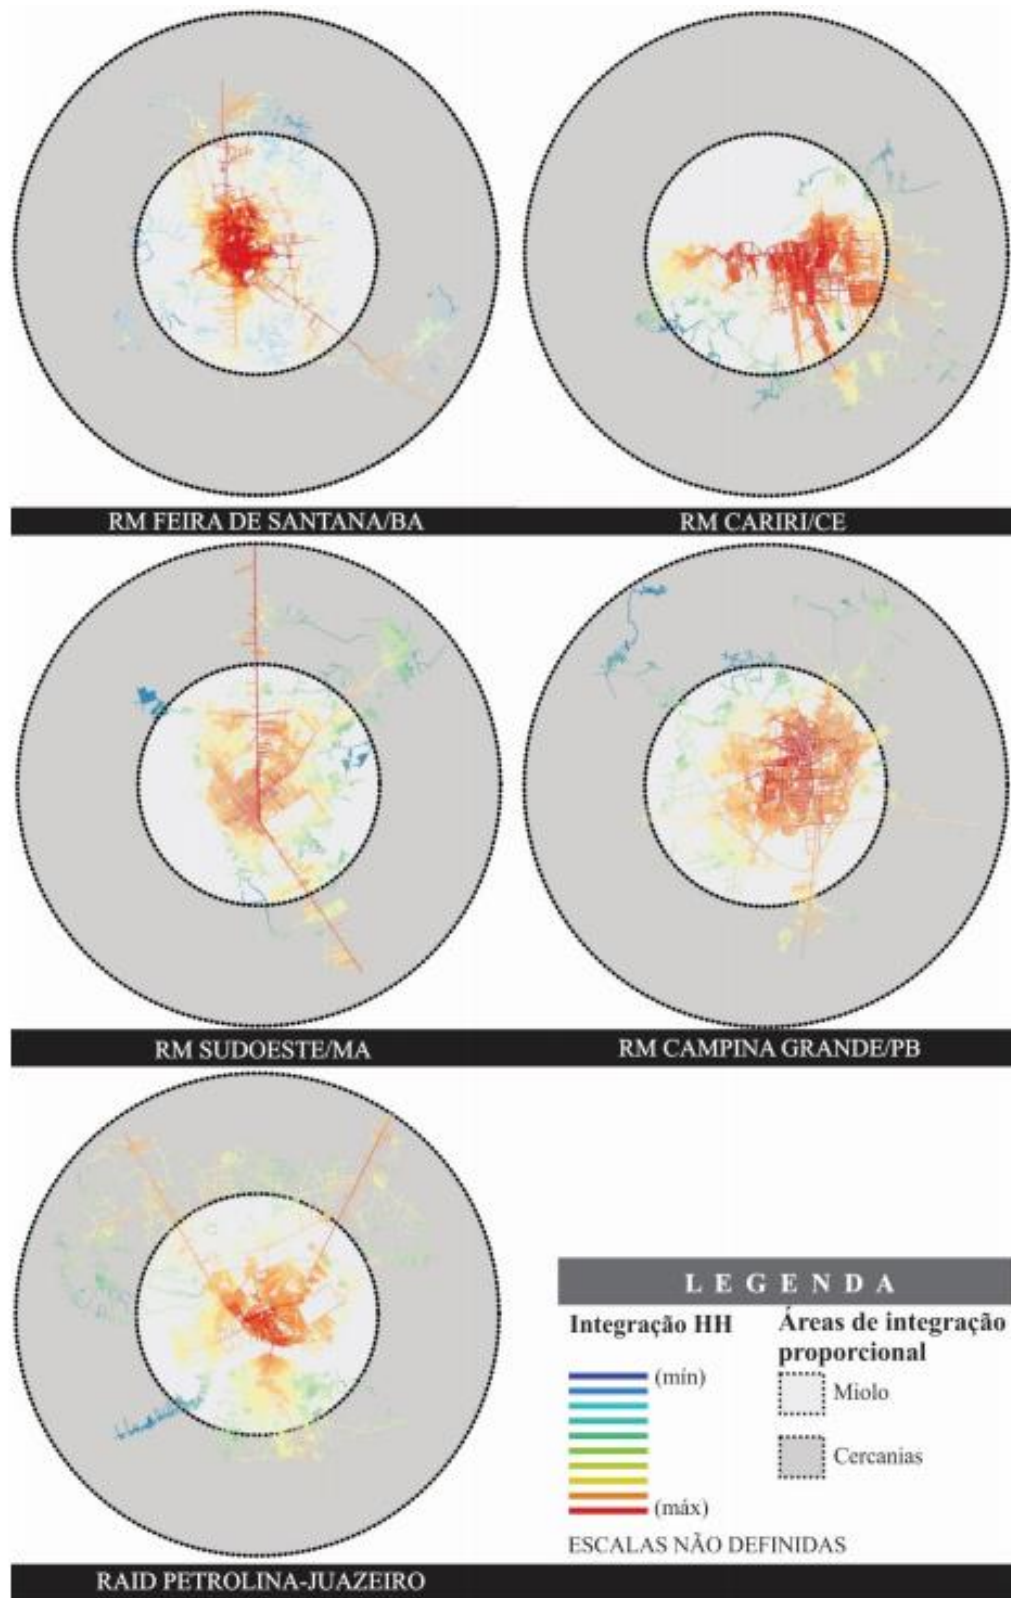 RM FEIRA DE SANTANA/BA
RM CARIRI/CE
RM SUDOESTE/MA
RM CAMPINA GRANDE/PB
RAID PETROLINA-JUAZEIRO
LEGENDA
Integração HH
(mín)
(máx)
ESCALAS NÃO DEFINIDAS
Áreas de integração
proporcional
Miolo
Cercanias